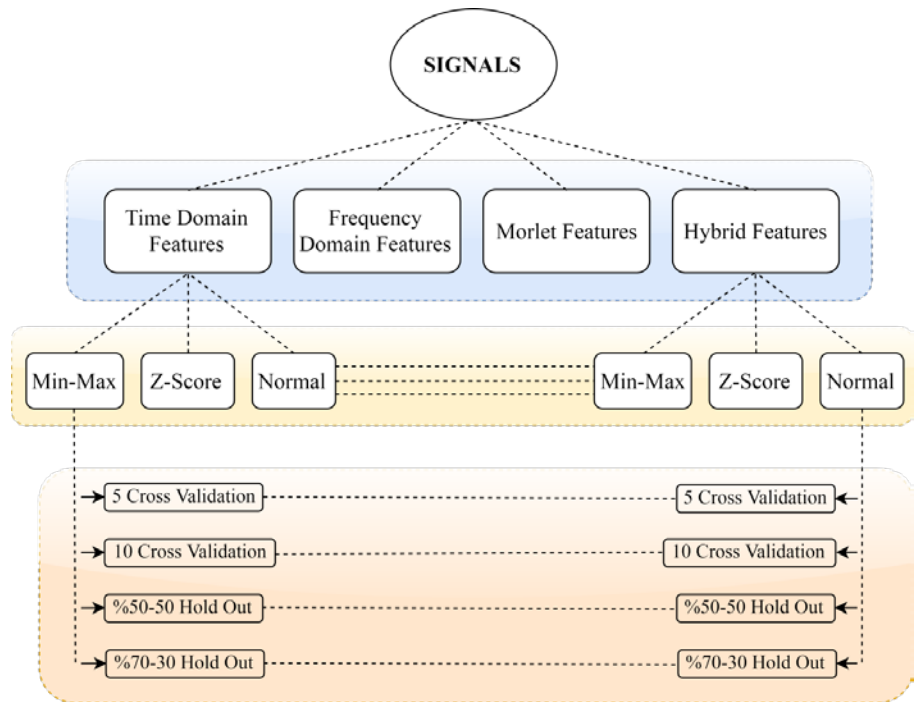 SIGNALS
Time Domain
Features
Frequency
Domain Features
Morlet Features
Hybrid Features
Min-Max
Z-Score
Normal
Min-Max
Z-Score
Normal
5 Cross Validation
5 Cross Validation
10 Cross Validation
10 Cross Validation
%50-50 Hold Out
%50-50 Hold Out
%70-30 Hold Out
%70-30 Hold Out